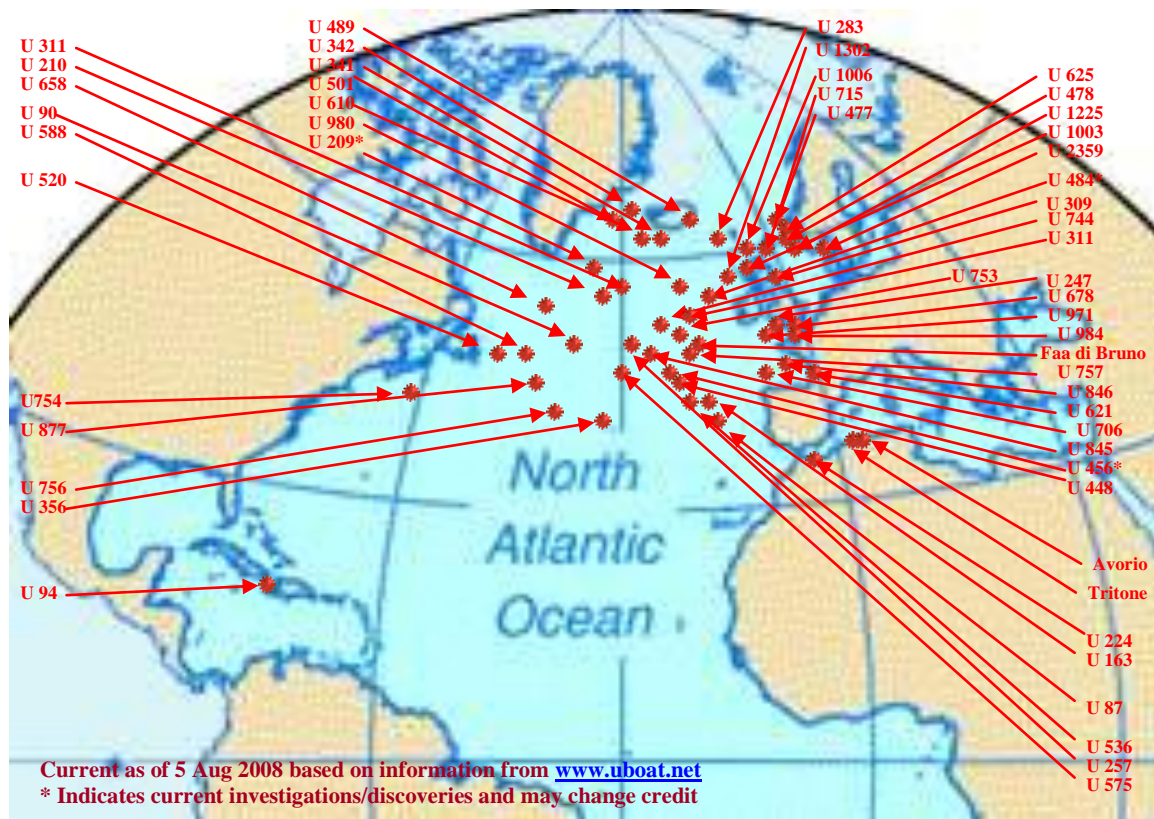 U 311
U 210
U 658
U 90
U 588
U 520
U 489
U 342
U 341
U 501
U 610
U 980
U 209*
U 283
U 1302
U 1006
U 715
U 477
U 625
U 478
U 1225
U 1003
U 2359
U 484*
U 309
U 744
U 311
U 753
U 247
U 678
U 971
U 984
Faa di Bruno
U 757
U 846
U 621
U 706
U 845
U 456*
U 448
U754
U 877
U 756
U 356
U 94
North
Atlantic
Ocean
Avorio
Tritone
U 224
U 163
U 87
U 536
U 257
U 575
Current as of 5 Aug 2008 based on information from www.uboat.net
* Indicates current investigations/discoveries and may change credit